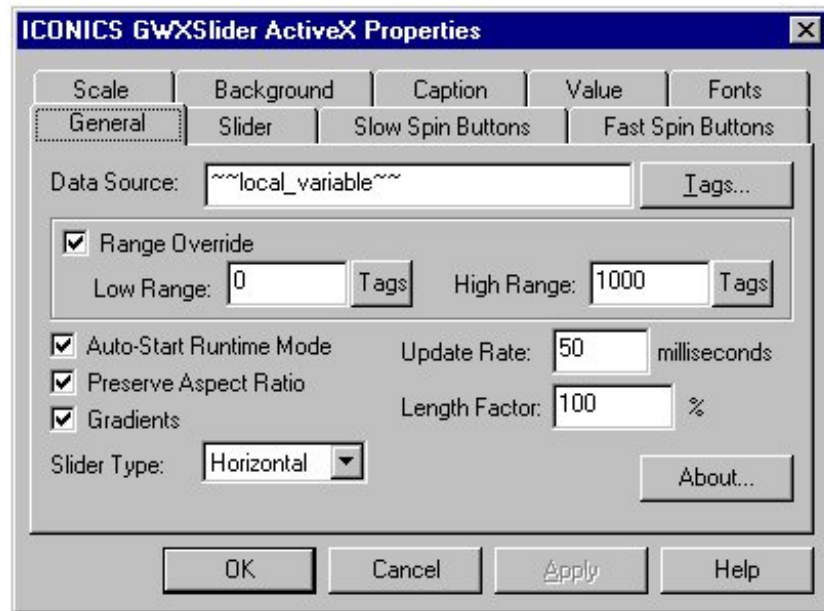 ICONICS GWXSlider ActiveX Properties
Scale Background Caption Value Fonts
General Slider Slow Spin Buttons Fast Spin Buttons
Data Source: ~~local_variable~~ Tags...
Range Override
Low Range: 0 Tags High Range: 1000 Tags
Auto-Start Runtime Mode Update Rate: 50 milliseconds
Preserve Aspect Ratio
Length Factor: 100 %
Gradients
Slider Type: Horizontal
About...
OK Cancel Apply Help